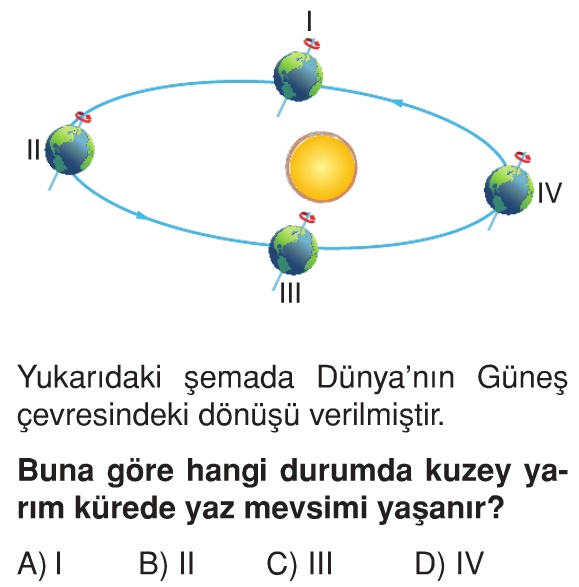 I
II
IV
III
Yukarıdaki şemada Dünya’nın Güneş
çevresindeki dönüşü verilmiştir.
Buna göre hangi durumda kuzey ya-
rım kürede yaz mevsimi yaşanır?
A) I B) II C) III D) IV